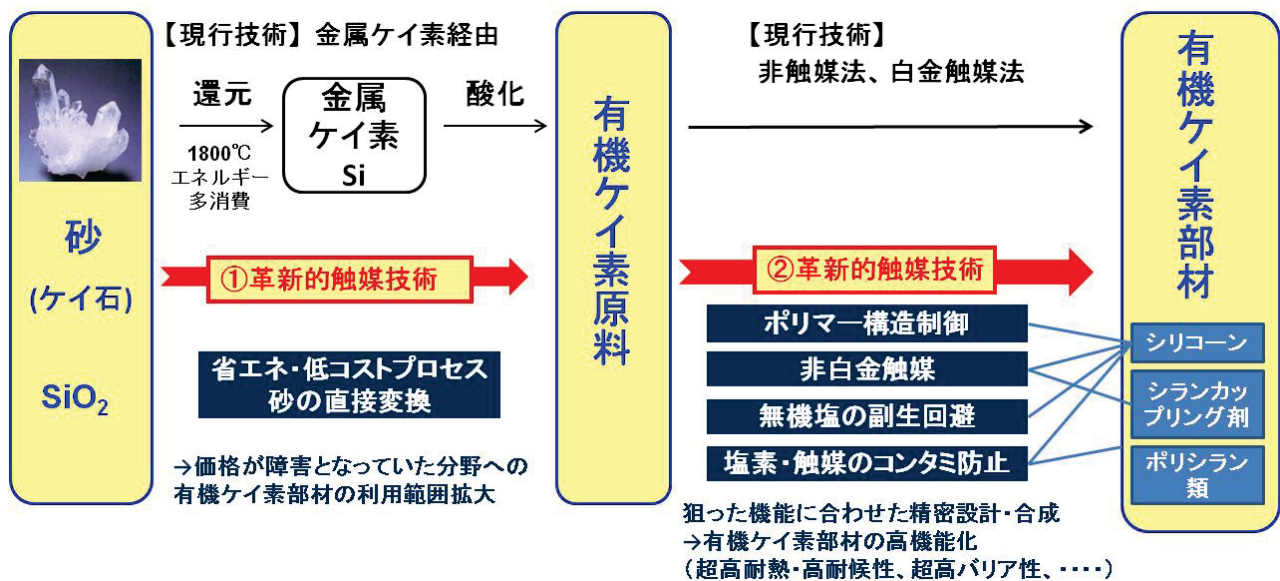 【現行技術】 金属ケイ素経由
還元
1800℃
エネルギー
多消費
金属
ケイ素
Si
酸化
砂
(ケイ石)
SiO₂
①革新的触媒技術
省エネ・低コストプロセス
砂の直接変換
→価格が障害となっていた分野への
有機ケイ素部材の利用範囲拡大
有機ケイ素原料
【現行技術】
非触媒法、白金触媒法
②革新的触媒技術
ポリマー構造制御
非白金触媒
無機塩の副生回避
塩素・触媒のコンタミ防止
狙った機能に合わせた精密設計・合成
→有機ケイ素部材の高機能化
（超高耐熱・高耐候性、超高バリア性、・・・・）
有機ケイ素部材
シリコーン
シランカッ
プリング剤
ポリシラン
類